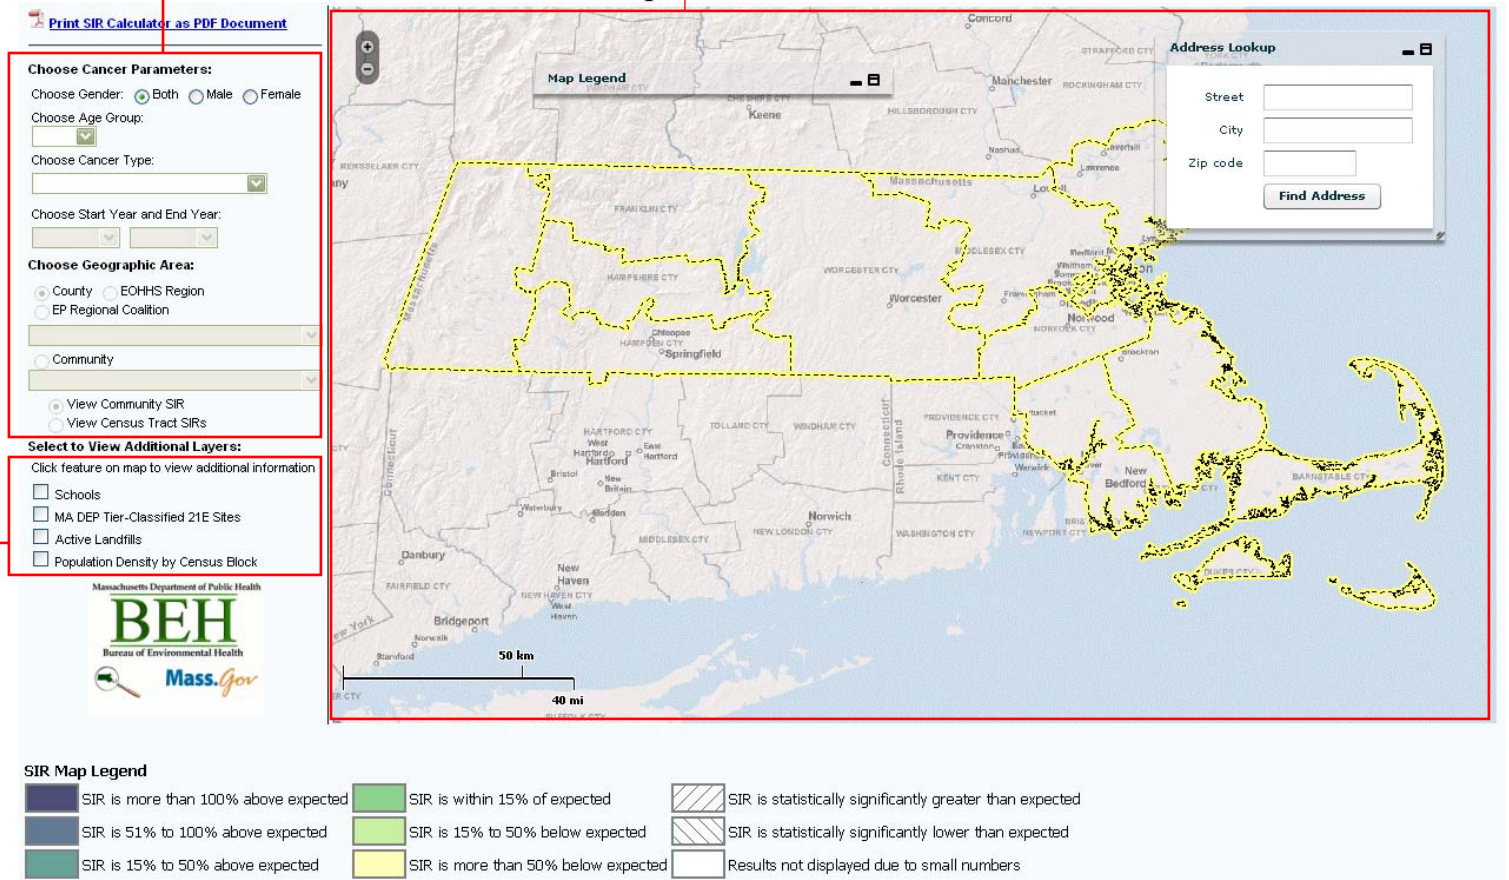 Print SIR Calculator as PDF Document
Choose Cancer Parameters:
Choose Gender: Both Male Female
Choose Age Group:
Choose Cancer Type:
Choose Start Year and End Year:
Choose Geographic Area:
County EOHHS Region
EP Regional Coalition
Community
View Community SIR
View Census Tract SIRs
Select to View Additional Layers:
Click feature on map to view additional information
Schools
MA DEP Tier-Classified 21E Sites
Active Landfills
Population Density by Census Block
Massachusetts Department of Public Health
BEH
Bureau of Environmental Health
Mass.Gov
Map Legend
Address Lookup
Street
City
Zip code
Find Address
Concord
STRAFFORD CTY
Manchester
ROCKINGHAM CTY
Keene
HILLSBOROUGH CTY
Nashua
Lawrence
RENSSELAER CTY
Massachusetts
FRANKLIN CTY
HAMPSHIRE CTY
WORCESTER CTY
Worcester
Medford
Waltham
Norwood
NORFOLK CTY
Massachusetts
Chicopee
HAMPDEN CTY
Springfield
Brockton
HARTFORD CTY
West
East
Hartford
Hartford
TOLLAND CTY
WINDHAM CTY
Connecticut
Rhode Island
PROVIDENCE CTY
Providence
Cranston
Warwick
KENT CTY
New
Bedford
BARNSTABLE CTY
Connecticut
Bristol
New
Britain
Waterbury
Meriden
Norwich
MIDDLESEX CTY
NEW LONDON CTY
WASHINGTON CTY
NEWPORT CTY
DUKES CTY
Danbury
FAIRFIELD CTY
New
Haven
NEW HAVEN CTY
West
Haven
New York
Bridgeport
Norwalk
Stamford
50 km
40 mi
SUFFOLK CTY
SIR Map Legend
SIR is more than 100% above expected
SIR is within 15% of expected
SIR is statistically significantly greater than expected
SIR is 51% to 100% above expected
SIR is 15% to 50% below expected
SIR is statistically significantly lower than expected
SIR is 15% to 50% above expected
SIR is more than 50% below expected
Results not displayed due to small numbers